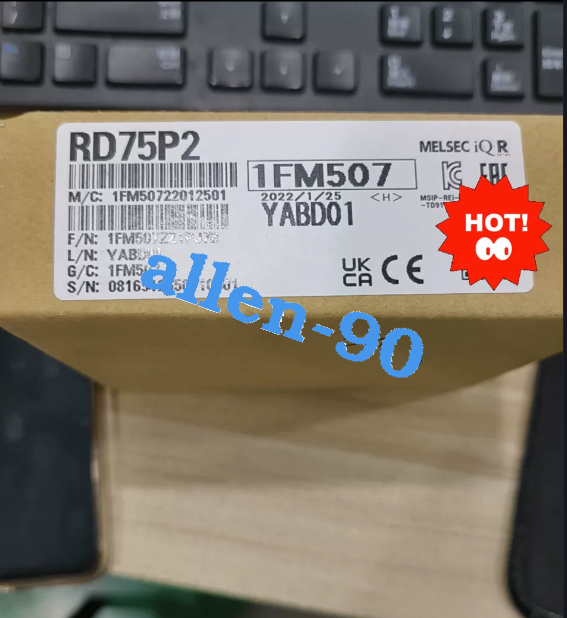 RD75P2
MELSEC iQ R
1FM507
M/C: 1FM50722012501
2022/1/25 <H>
YABD01
F/N:
L/N:
G/C:
S/N:
UK
CA CE
HOT!
allen-90